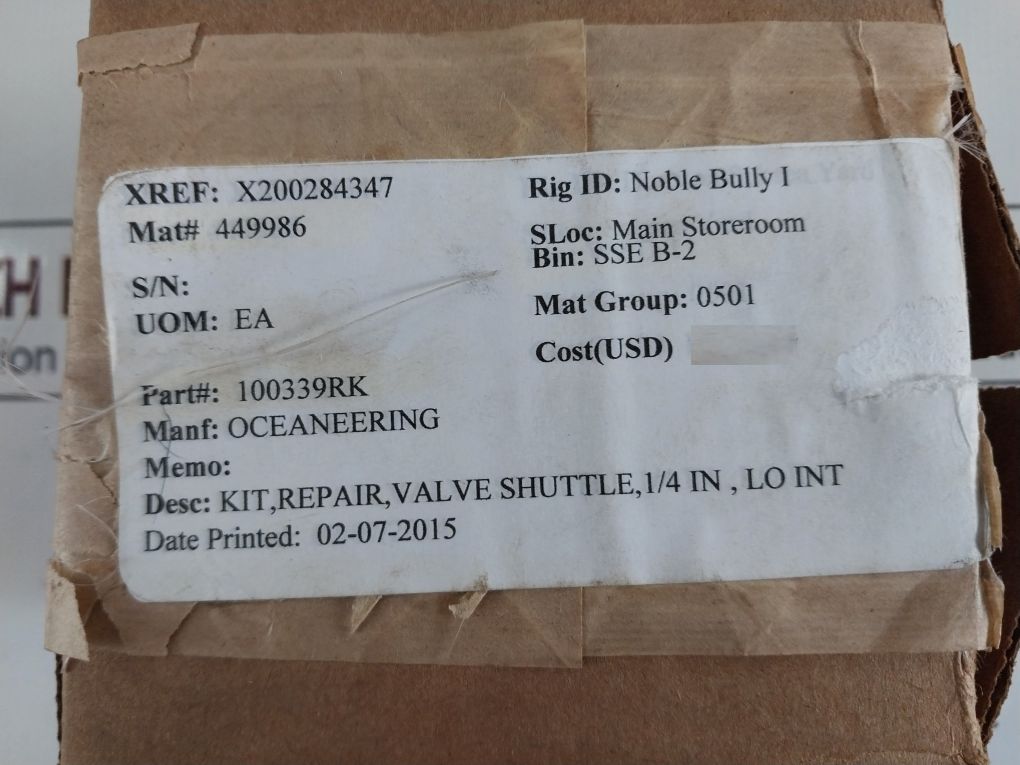 XREF: X200284347
Mat# 449986
S/N:
UOM: EA
Part#: 100339RK
Manf: OCEANEERING
Memo:
Desc: KIT,REPAIR,VALVE SHUTTLE,1/4 IN , LO INT
Date Printed: 02-07-2015
Rig ID: Noble Bully I
SLoc: Main Storeroom
Bin: SSE B-2
Mat Group: 0501
Cost(USD)